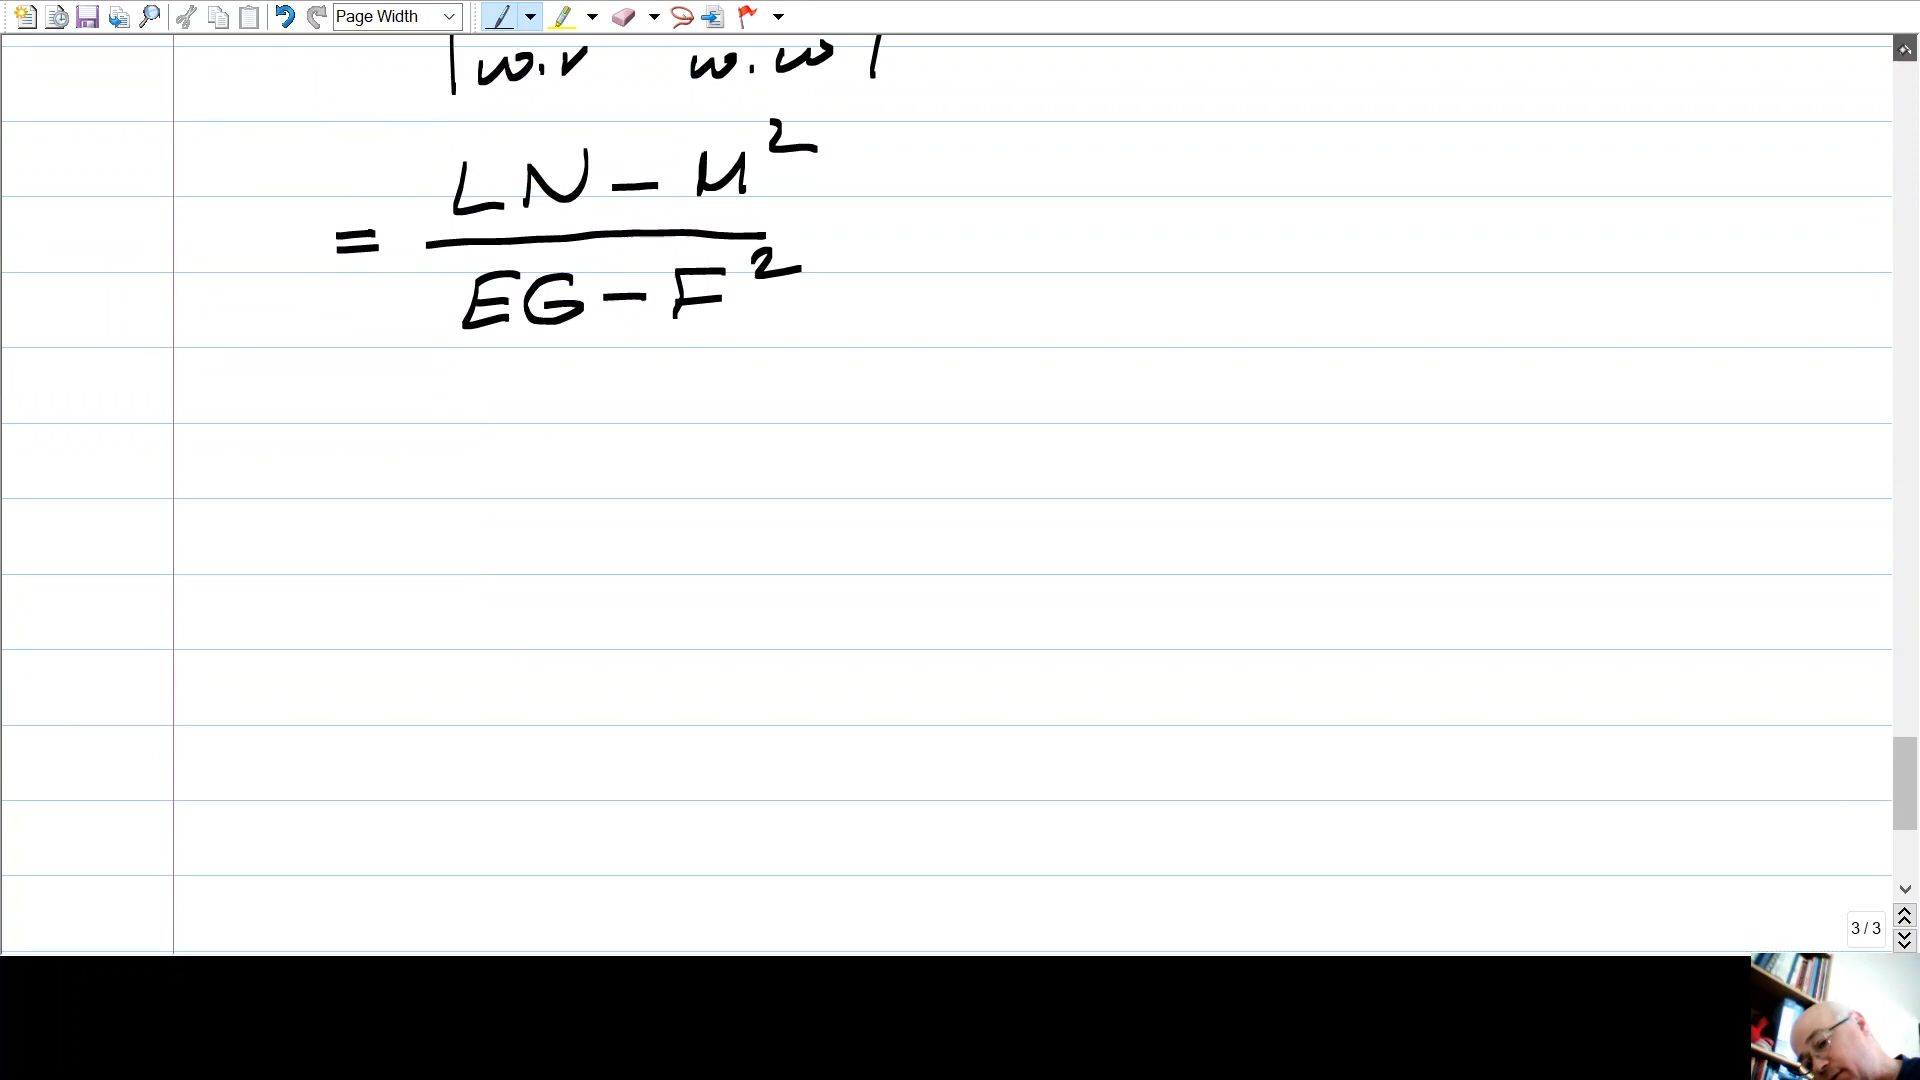 Page Width
| w.v w.w |
LN - M²
=
EG - F²
3 / 3